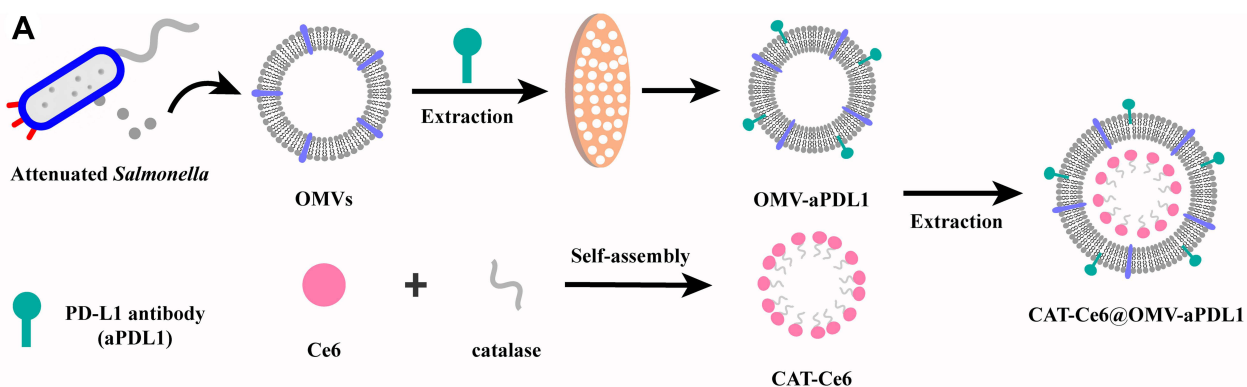 A
Attenuated Salmonella
OMVs
Extraction
OMV-aPDL1
Extraction
CAT-Ce6@OMV-aPDL1
PD-L1 antibody
(aPDL1)
Ce6
+
catalase
Self-assembly
CAT-Ce6